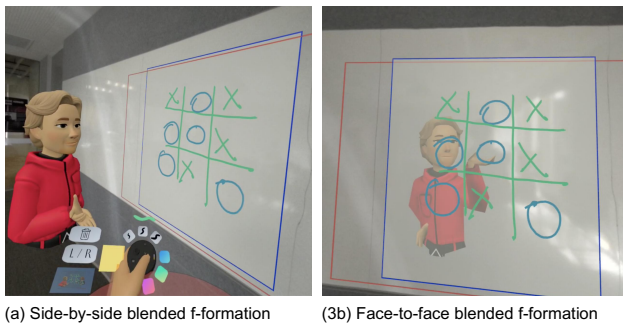 X O X
O O X
O X O
X O X
O O X
O X O
L / R
(a) Side-by-side blended f-formation
(3b) Face-to-face blended f-formation